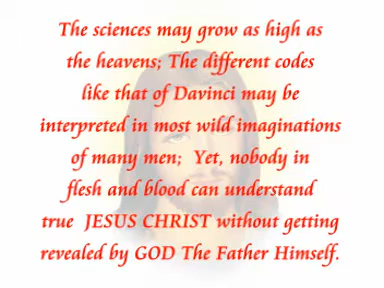 The sciences may grow as high as
the heavens; The different codes
like that of Davinci may be
interpreted in most wild imaginations
of many men; Yet, nobody in
flesh and blood can understand
true JESUS CHRIST without getting
revealed by GOD The Father Himself.